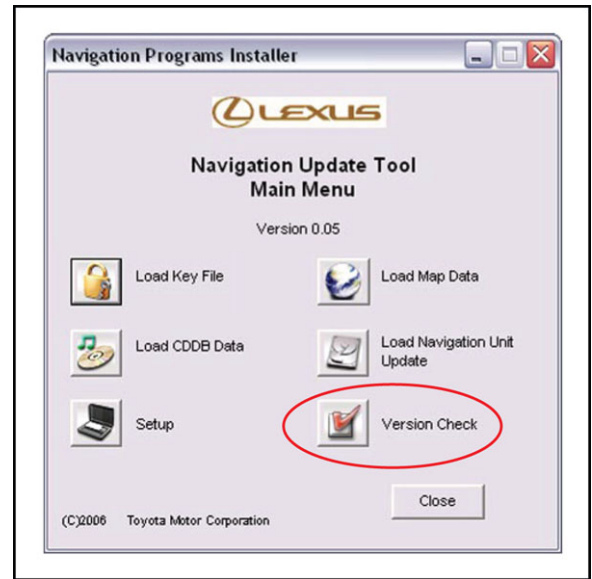 Navigation Programs Installer
LEXUS
Navigation Update Tool
Main Menu
Version 0.05
Load Key File
Load Map Data
Load CDDB Data
Load Navigation Unit
Update
Setup
Version Check
Close
(C)2006 Toyota Motor Corporation